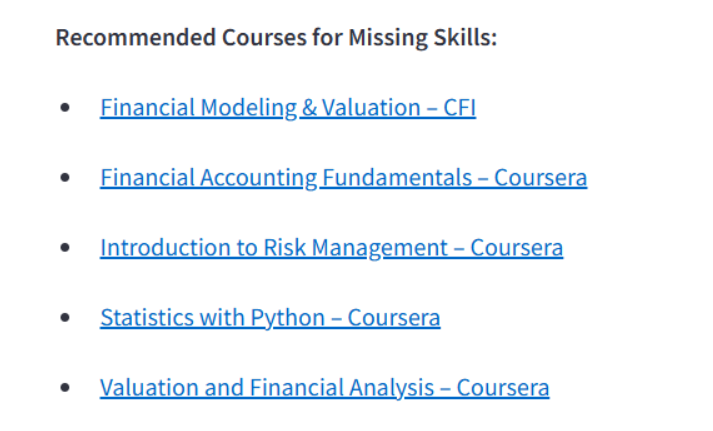 Recommended Courses for Missing Skills:
• Financial Modeling & Valuation – CFI
• Financial Accounting Fundamentals – Coursera
• Introduction to Risk Management – Coursera
• Statistics with Python – Coursera
• Valuation and Financial Analysis – Coursera